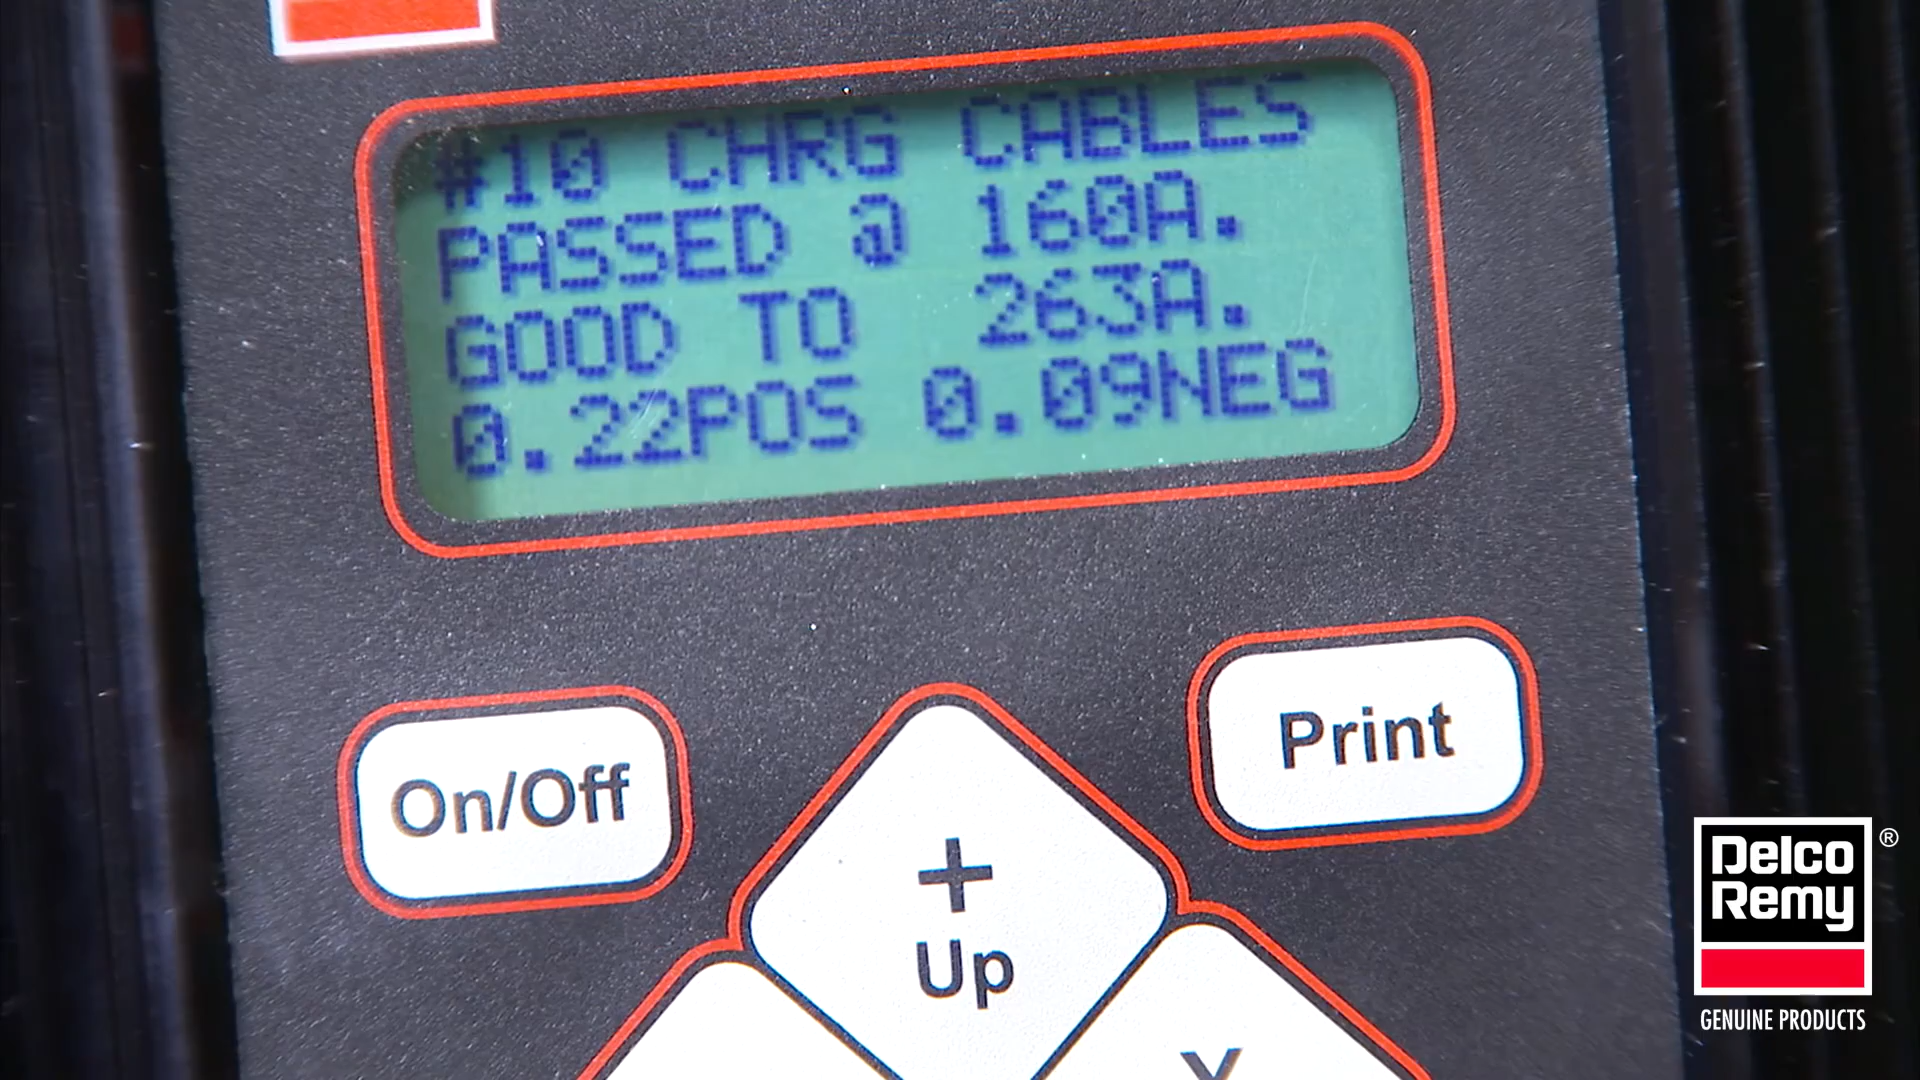 #10 CHRG CABLES
PASSED @ 160A.
GOOD TO 263A.
0.22POS 0.09NEG
On/Off
Print
+
Up
Y
Delco
Remy
®
GENUINE PRODUCTS